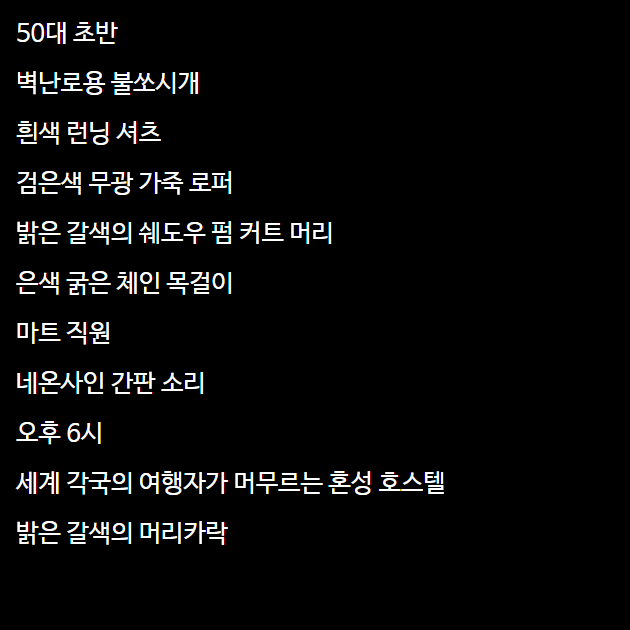 50대 초반
벽난로용 불쏘시개
흰색 런닝 셔츠
검은색 무광 가죽 로퍼
밝은 갈색의 쉐도우 펌 커트 머리
은색 굵은 체인 목걸이
마트 직원
네온사인 간판 소리
오후 6시
세계 각국의 여행자가 머무르는 혼성 호스텔
밝은 갈색의 머리카락